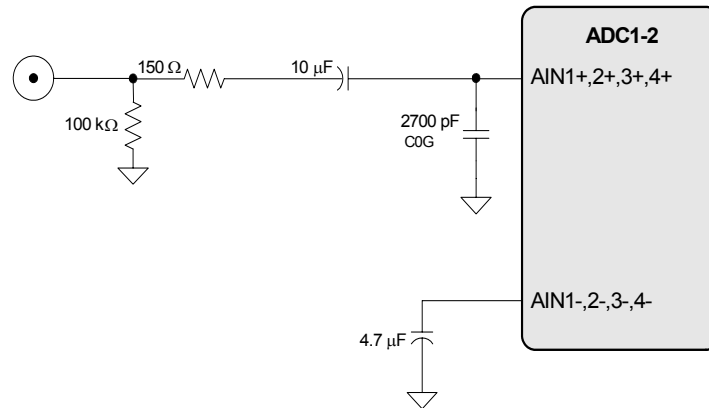 ADC1-2
150 Ω
10 μF
AIN1+,2+,3+,4+
100 kΩ
2700 pF
C0G
AIN1-,2-,3-,4-
4.7 μF